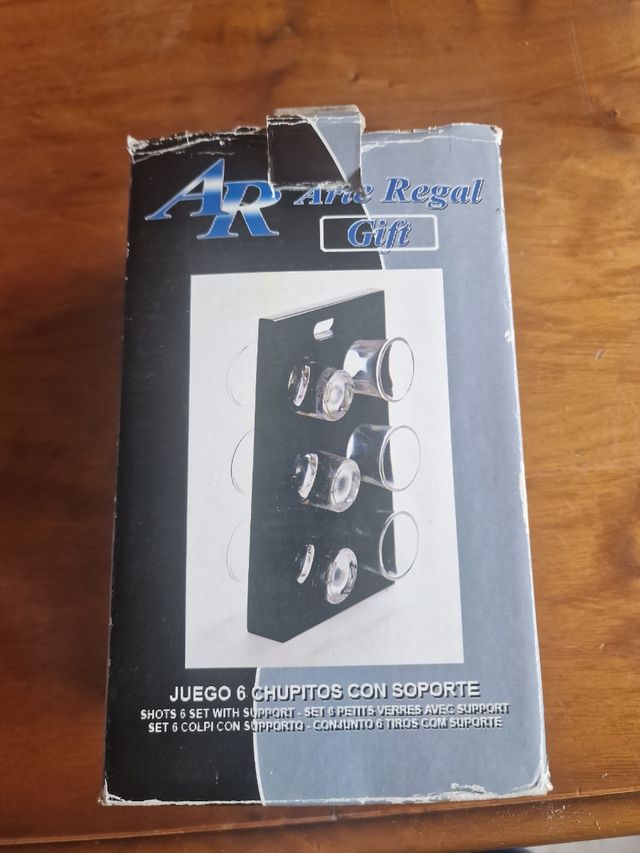 AR Arte Regal
Gift
JUEGO 6 CHUPITOS CON SOPORTE
SHOTS 6 SET WITH SUPPORT - SET 6 PETITS VERRES AVEC SUPPORT
SET 6 COLPI CON SUPPORTO - CONJUNTO 6 TIROS COM SUPORTE